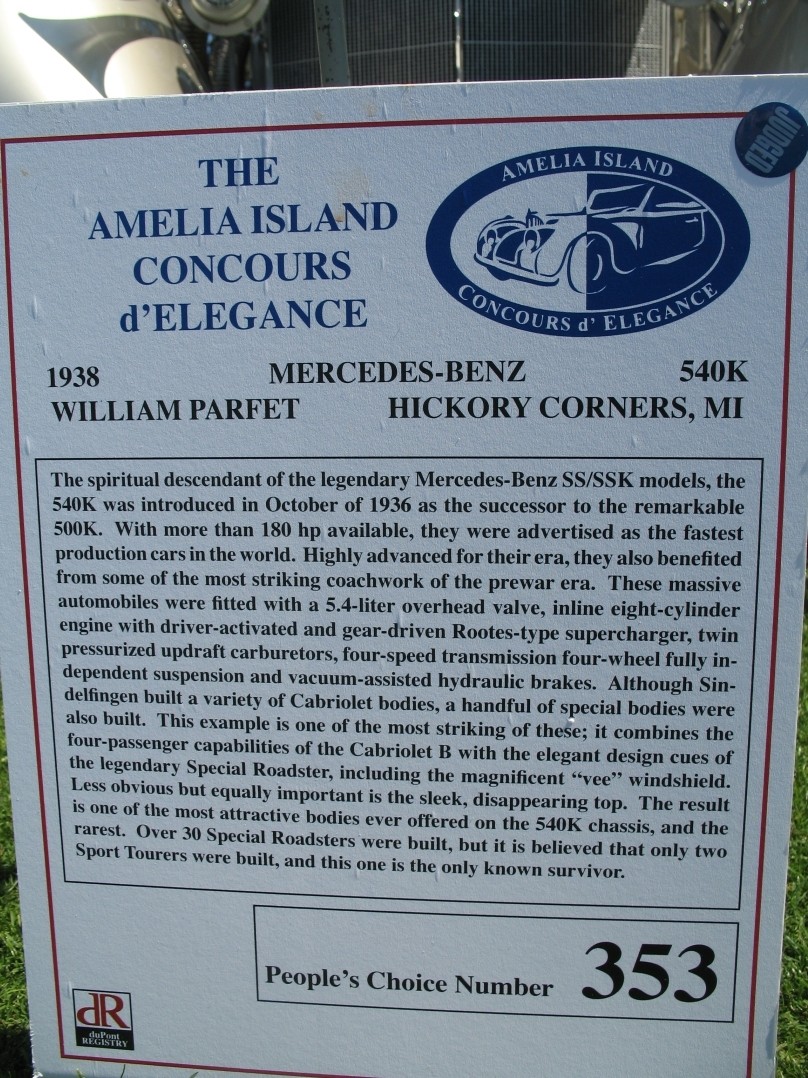 JUDGED
THE
AMELIA ISLAND
CONCOURS
d'ELEGANCE
AMELIA ISLAND
CONCOURS d' ELEGANCE
1938 MERCEDES-BENZ 540K
WILLIAM PARFET HICKORY CORNERS, MI
The spiritual descendant of the legendary Mercedes-Benz SS/SSK models, the
540K was introduced in October of 1936 as the successor to the remarkable
500K. With more than 180 hp available, they were advertised as the fastest
production cars in the world. Highly advanced for their era, they also benefited
from some of the most striking coachwork of the prewar era. These massive
automobiles were fitted with a 5.4-liter overhead valve, inline eight-cylinder
engine with driver-activated and gear-driven Rootes-type supercharger, twin
pressurized updraft carburetors, four-speed transmission four-wheel fully in-
dependent suspension and vacuum-assisted hydraulic brakes. Although Sin-
delfingen built a variety of Cabriolet bodies, a handful of special bodies were
also built. This example is one of the most striking of these; it combines the
four-passenger capabilities of the Cabriolet B with the elegant design cues of
the legendary Special Roadster, including the magnificent “vee” windshield.
Less obvious but equally important is the sleek, disappearing top. The result
is one of the most attractive bodies ever offered on the 540K chassis, and the
rarest. Over 30 Special Roadsters were built, but it is believed that only two
Sport Tourers were built, and this one is the only known survivor.
People's Choice Number 353
dR
duPont
REGISTRY